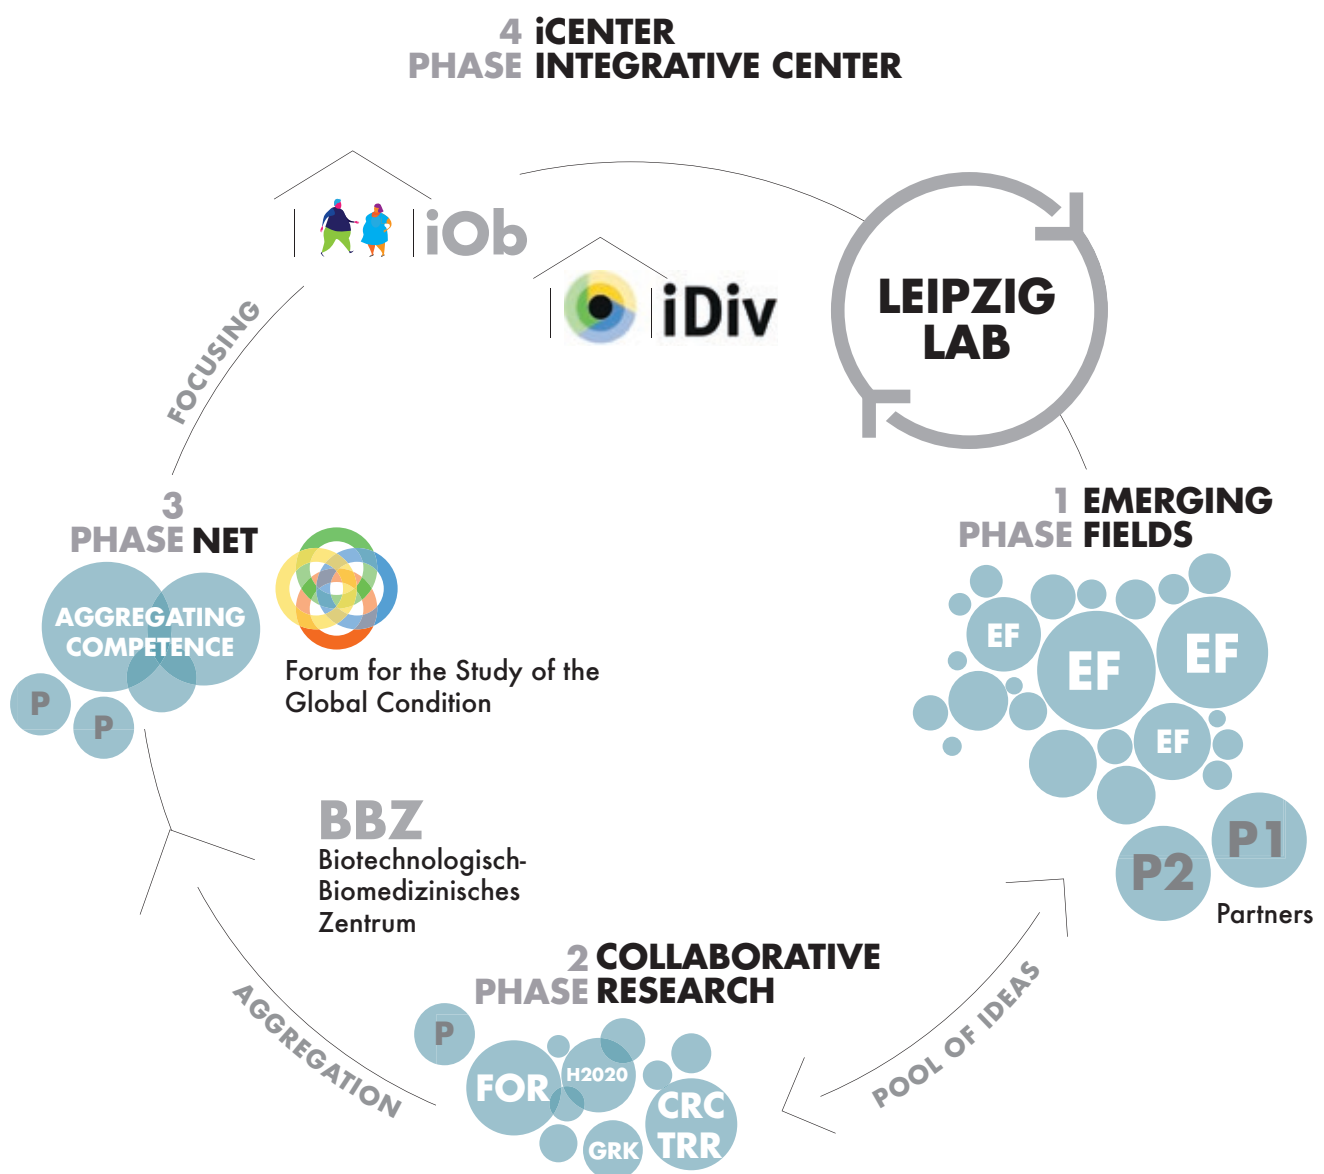 4 iCENTER
PHASE INTEGRATIVE CENTER
iOb
iDiv
LEIPZIG
LAB
FOCUSING
3
PHASE NET
AGGREGATING
COMPETENCE
P
P
Forum for the Study of the
Global Condition
1 EMERGING
PHASE FIELDS
EF
EF
EF
EF
P1
P2
Partners
BBZ
Biotechnologisch-
Biomedizinisches
Zentrum
2 COLLABORATIVE
PHASE RESEARCH
P
FOR
H2020
CRC
TRR
GRK
AGGREGATION
POOL OF IDEAS